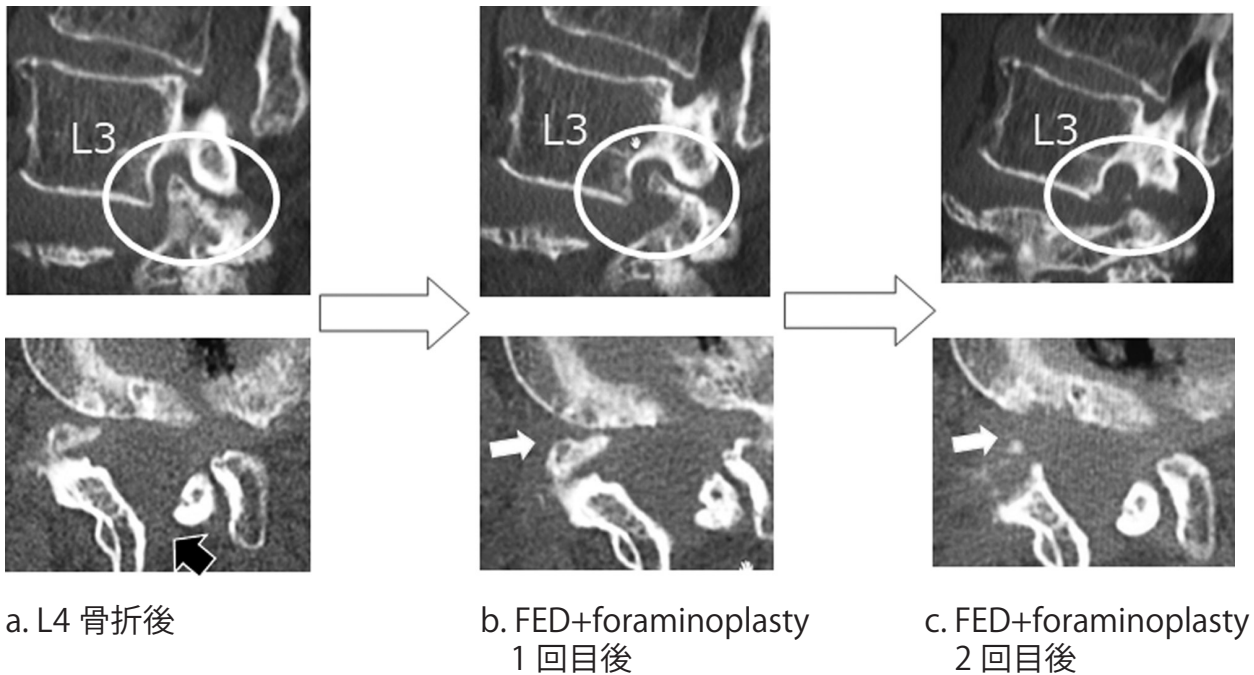 L3
L3
L3
a. L4 骨折後
b. FED+foraminoplasty
1 回目後
c. FED+foraminoplasty
2 回目後